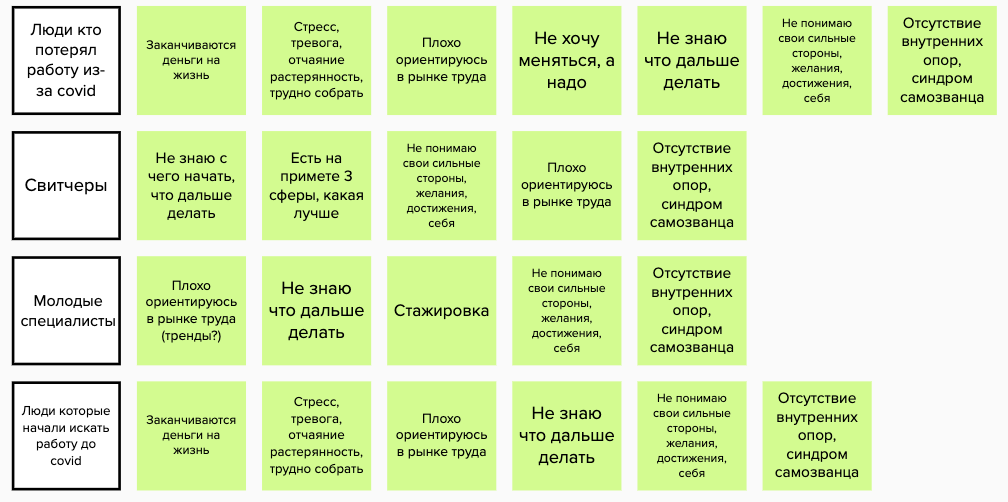 Люди кто
потерял
работу из-
за covid
Заканчиваются
деньги на
жизнь
Стресс,
тревога,
отчаяние
растерянность,
трудно собрать
Плохо
ориентируюсь
в рынке труда
Не хочу
меняться, а
надо
Не знаю
что дальше
делать
Не понимаю
свои сильные
стороны,
желания,
достижения,
себя
Отсутствие
внутренних
опор,
синдром
самозванца
Свитчеры
Не знаю с
чего начать,
что дальше
делать
Есть на
примете 3
сферы, какая
лучше
Не понимаю
свои сильные
стороны,
желания,
достижения,
себя
Плохо
ориентируюсь
в рынке труда
Отсутствие
внутренних
опор,
синдром
самозванца
Молодые
специалисты
Плохо
ориентируюсь
в рынке труда
(тренды?)
Не знаю
что дальше
делать
Стажировка
Не понимаю
свои сильные
стороны,
желания,
достижения,
себя
Отсутствие
внутренних
опор,
синдром
самозванца
Люди которые
начали искать
работу до
covid
Заканчиваются
деньги на
жизнь
Стресс,
тревога,
отчаяние
растерянность,
трудно собрать
Плохо
ориентируюсь
в рынке труда
Не знаю
что дальше
делать
Не понимаю
свои сильные
стороны,
желания,
достижения,
себя
Отсутствие
внутренних
опор,
синдром
самозванца